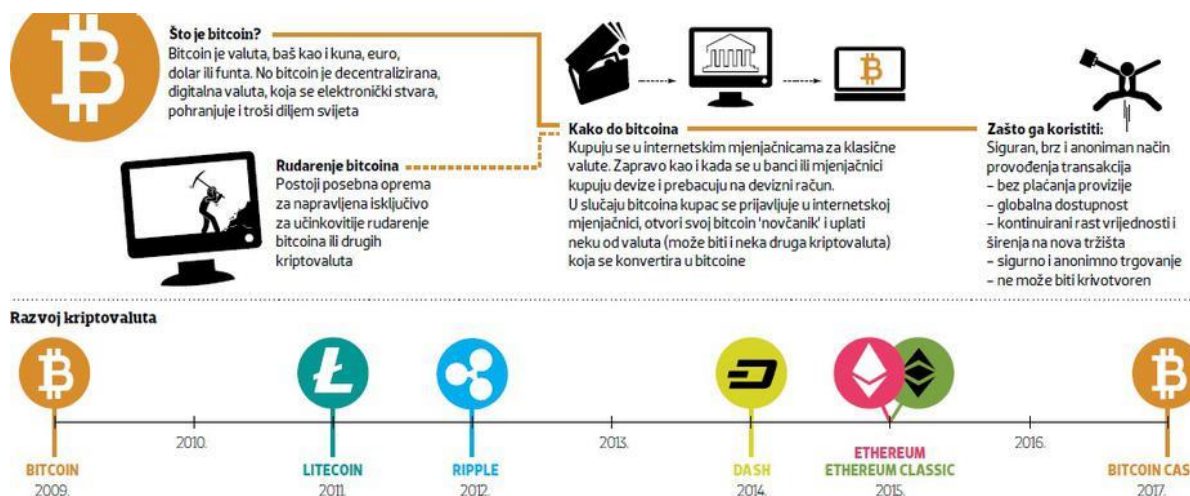 Što je bitcoin?
Bitcoin je valuta, baš kao i kuna, euro,
dolar ili funta. No bitcoin je decentralizirana,
digitalna valuta, koja se elektronički stvara,
pohranjuje i troši diljem svijeta
Rudarenje bitcoina
Postoji posebna oprema
za napravljena isključivo
za učinkovitije rudarenje
bitcoina ili drugih
kriptovaluta
Kako do bitcoina
Kupuju se u internetskim mjenjačnicama za klasične
valute. Zapravo kao i kada se u banci ili mjenjačnici
kupuju devize i prebacuju na devizni račun.
U slučaju bitcoina kupac se prijavljuje u internetskoj
mjenjačnici, otvori svoj bitcoin 'novčanik' i uplati
neku od valuta (može biti i neka druga kriptovaluta)
koja se konvertira u bitcoine
Zašto ga koristiti:
Siguran, brz i anoniman način
provođenja transakcija
– bez plaćanja provizije
– globalna dostupnost
– kontinuirani rast vrijednosti i
širenja na nova tržišta
– sigurno i anonimno trgovanje
– ne može biti krivotvoren
Razvoj kriptovaluta
BITCOIN
2009.
2010.
LITECOIN
2011.
RIPPLE
2012.
2013.
DASH
2014.
ETHEREUM
ETHEREUM CLASSIC
2015.
2016.
BITCOIN CAS
2017.